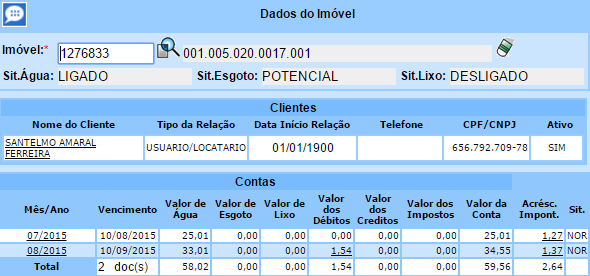 Dados do Imóvel
Imóvel:* 1276833 001.005.020.0017.001
Sit.Água: LIGADO Sit.Esgoto: POTENCIAL Sit.Lixo: DESLIGADO
Clientes
Nome do Cliente Tipo da Relação Data Início Relação Telefone CPF/CNPJ Ativo
SANTELMO AMARAL FERREIRA USUARIO/LOCATARIO 01/01/1900 656.792.709-78 SIM
Contas
Mês/Ano Vencimento Valor de Água Valor de Esgoto Valor de Lixo Valor dos Débitos Valor dos Creditos Valor dos Impostos Valor da Conta Acrésc. Impont. Sit.
07/2015 10/08/2015 25,01 0,00 0,00 0,00 0,00 0,00 25,01 1,27 NOR
08/2015 10/09/2015 33,01 0,00 0,00 1,54 0,00 0,00 34,55 1,37 NOR
Total 2 doc(s) 58,02 0,00 0,00 1,54 0,00 0,00 59,56 2,64